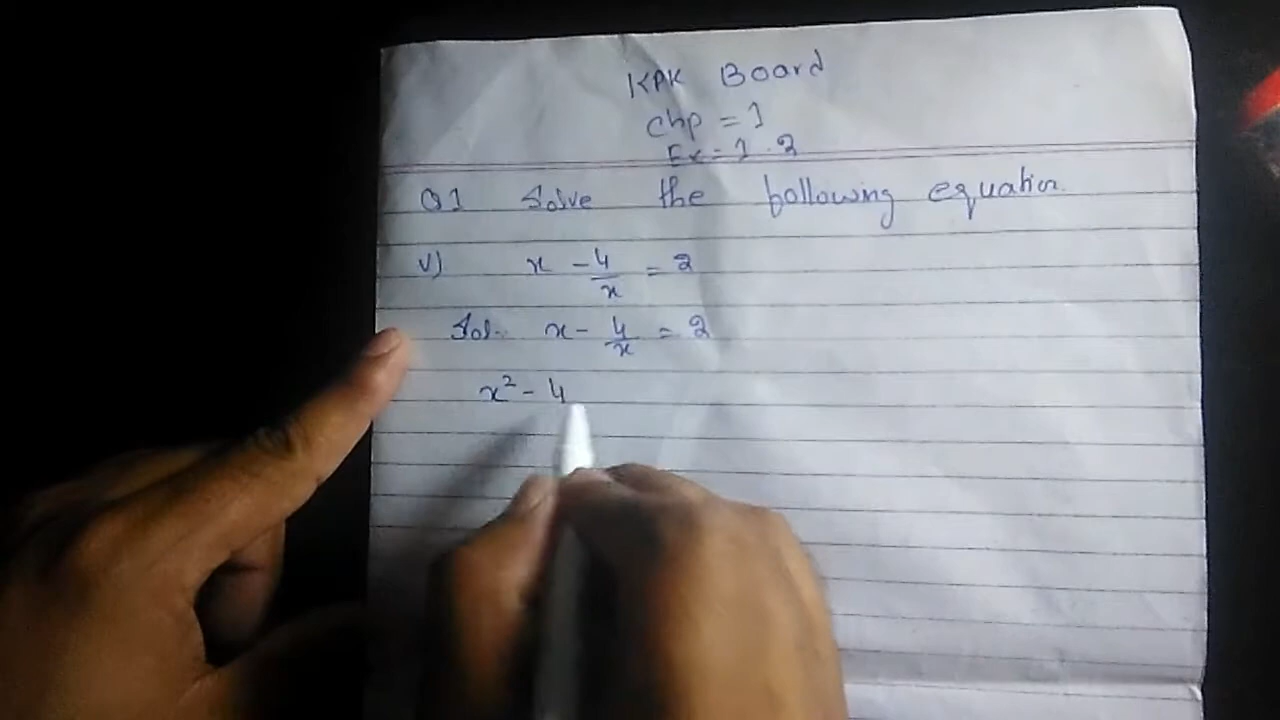 KPK Board
Chp = 1
Ex = 1.2
Q1 Solve the following equation.
v) x - 4/x = 2
Sol:- x - 4/x = 2
x² - 4